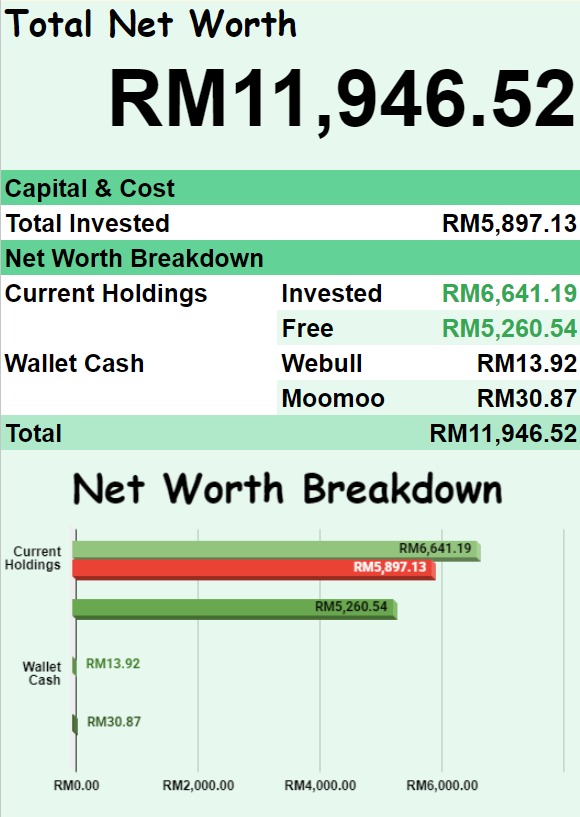 Total Net Worth
RM11,946.52
Capital & Cost
Total Invested RM5,897.13
Net Worth Breakdown
Current Holdings Invested RM6,641.19
Free RM5,260.54
Wallet Cash Webull RM13.92
Moomoo RM30.87
Total RM11,946.52
Net Worth Breakdown
Current
Holdings
RM6,641.19
RM5,897.13
RM5,260.54
Wallet
Cash
RM13.92
RM30.87
RM0.00 RM2,000.00 RM4,000.00 RM6,000.00